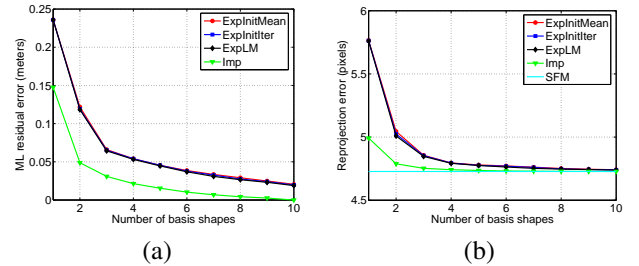 0.25
0.2
0.15
0.1
0.05
0
2 4 6 8 10
ML residual error (meters)
Number of basis shapes
ExpInitMean
ExpInitIter
ExpLM
Imp
(a)
6
5.5
5
4.5
2 4 6 8 10
Reprojection error (pixels)
Number of basis shapes
ExpInitMean
ExpInitIter
ExpLM
Imp
SFM
(b)